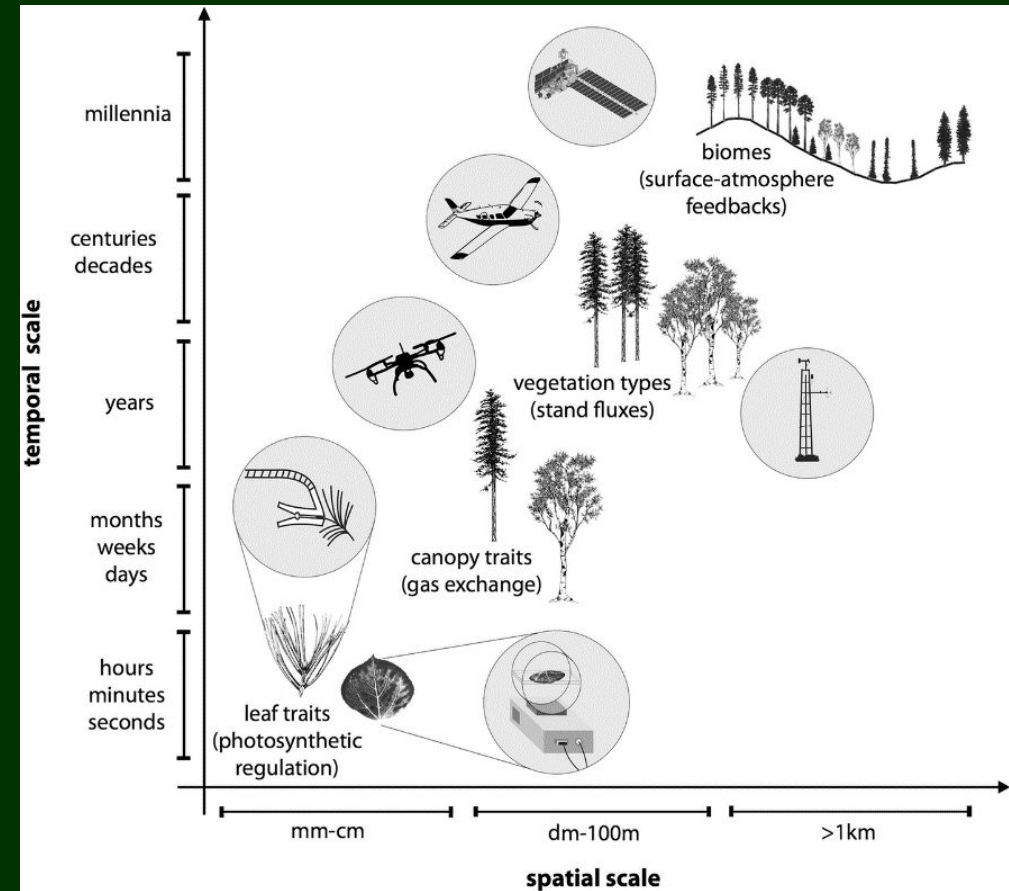 millennia
biomes
(surface-atmosphere
feedbacks)
centuries
decades
temporal scale
years
vegetation types
(stand fluxes)
months
weeks
days
canopy traits
(gas exchange)
hours
minutes
seconds
leaf traits
(photosynthetic
regulation)
mm-cm
dm-100m
>1km
spatial scale